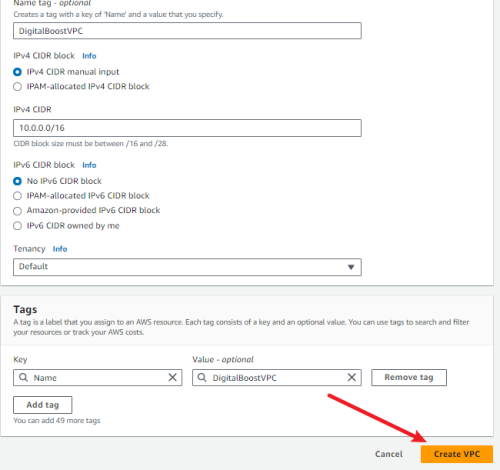 Name tag - optional
Creates a tag with a key of 'Name' and a value that you specify.
DigitalBoostVPC
IPv4 CIDR block Info
IPv4 CIDR manual input
IPAM-allocated IPv4 CIDR block
IPv4 CIDR
10.0.0.0/16
CIDR block size must be between /16 and /28.
IPv6 CIDR block Info
No IPv6 CIDR block
IPAM-allocated IPv6 CIDR block
Amazon-provided IPv6 CIDR block
IPv6 CIDR owned by me
Tenancy Info
Default
Tags
A tag is a label that you assign to an AWS resource. Each tag consists of a key and an optional value. You can use tags to search and filter
your resources or track your AWS costs.
Key Value - optional
Name DigitalBoostVPC Remove tag
Add tag
You can add 49 more tags
Cancel Create VPC